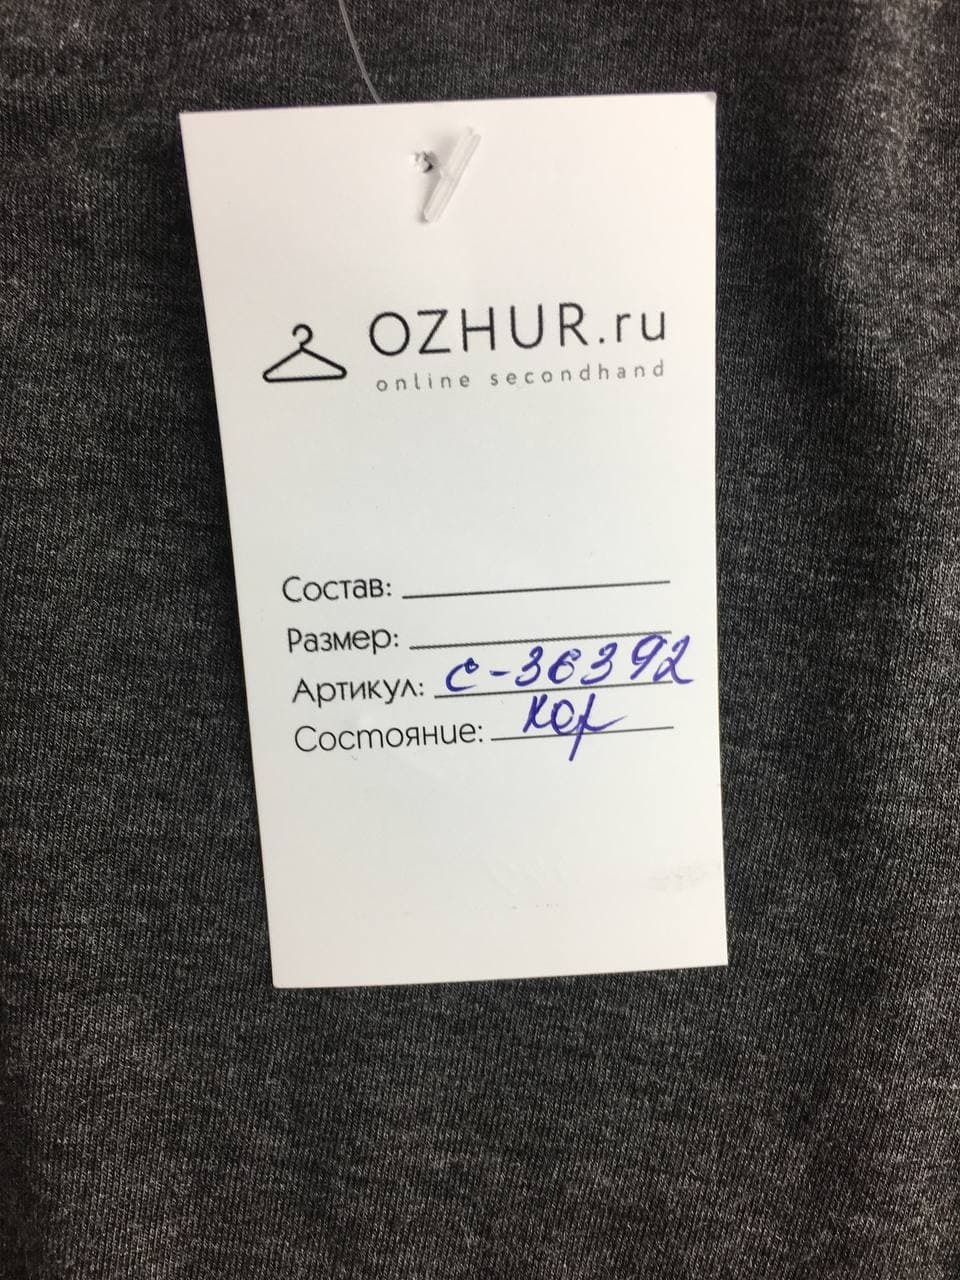 OZHUR.ru
online secondhand
Состав:
Размер:
Артикул: с-36392
Состояние: хор